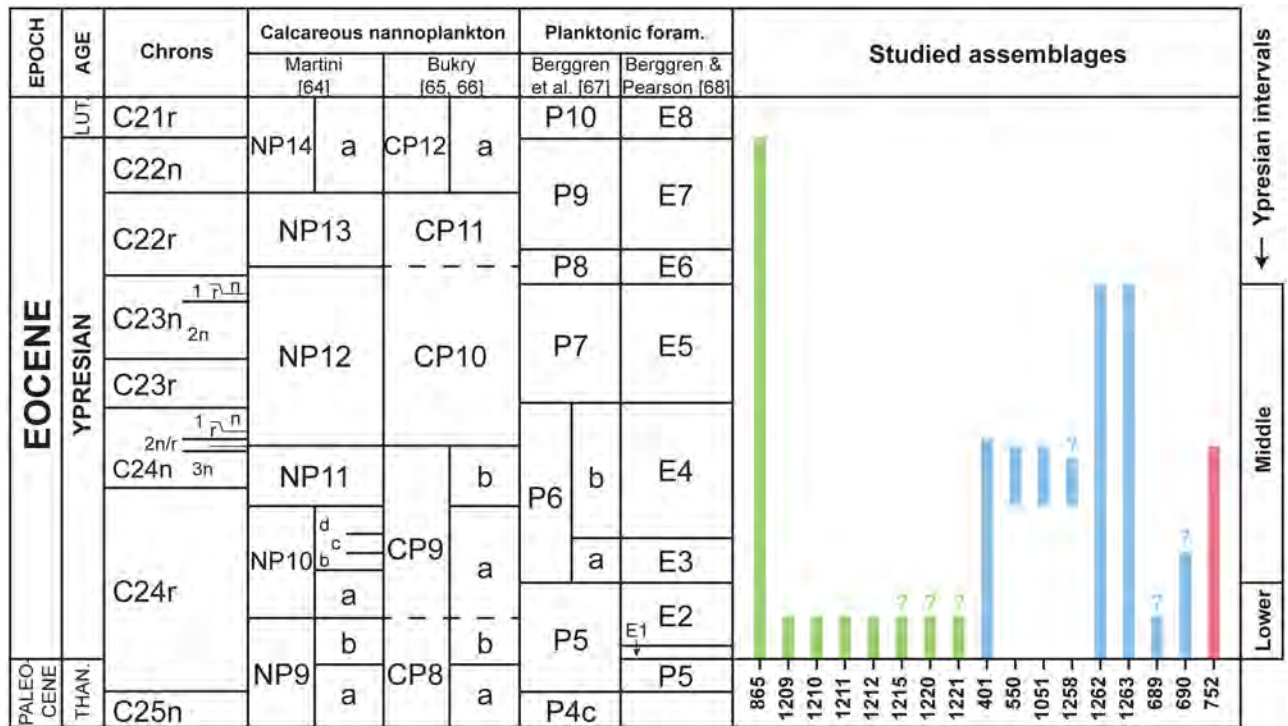 EPOCH
AGE
Chrons
Calcareous nannoplankton
Planktonic foram.
Studied assemblages
Ypresian intervals
Martini
[64]
Bukry
[65, 66]
Berggren
et al. [67]
Berggren &
Pearson [68]
EOCENE
PALEO-
CENE
LUT.
YPRESIAN
THAN.
C21r
C22n
C22r
1 r n
C23n
2n
C23r
1 r n
2n/r
C24n 3n
C24r
C25n
NP14 a
NP13
NP12
NP11
NP10
d
c
b
a
NP9
b
a
CP12 a
CP11
CP10
CP9
b
a
CP8
b
a
P10
P9
P8
P7
P6
b
a
P5
P4c
E8
E7
E6
E5
E4
E3
E2
E1
P5
? ? ? ? ? ?
Middle
Lower
865
1209
1210
1211
1212
1215
1220
1221
401
550
1051
1258
1262
1263
689
690
752